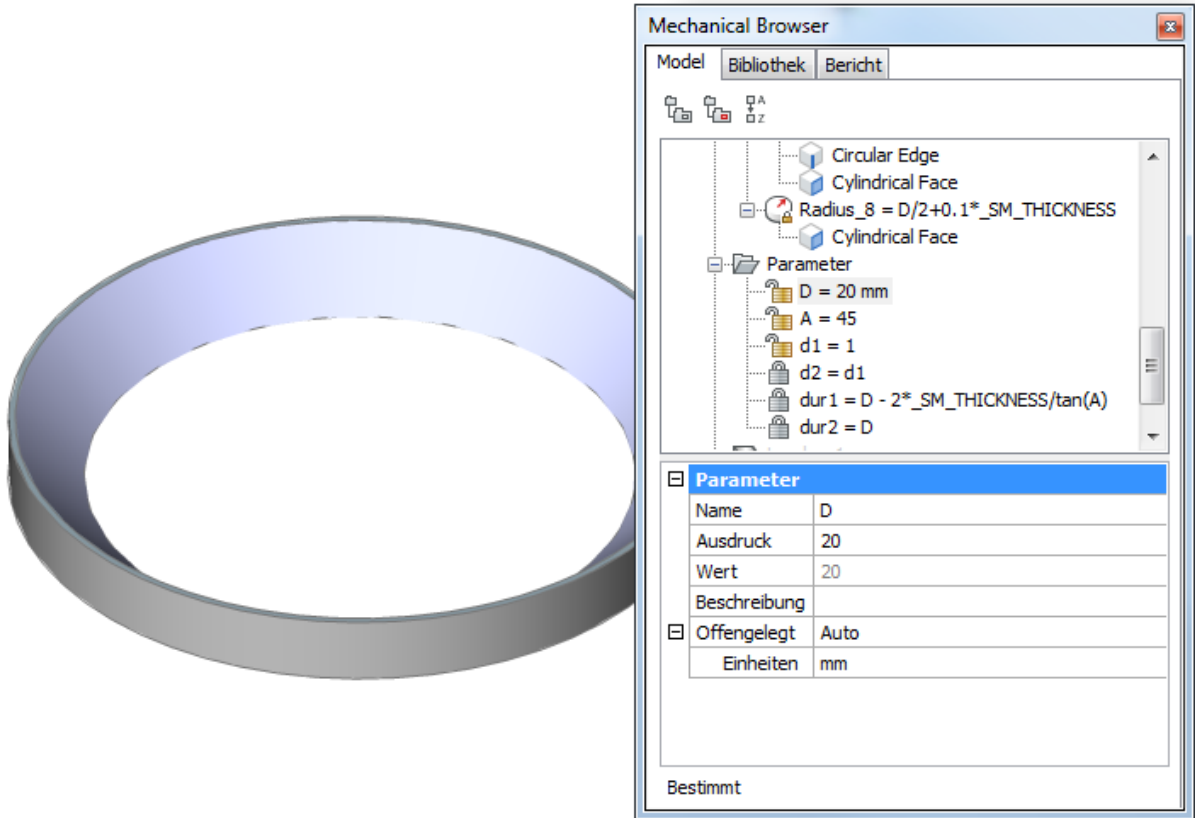 Mechanical Browser
Model Bibliothek Bericht
A
Z
Circular Edge
Cylindrical Face
Radius_8 = D/2+0.1*_SM_THICKNESS
Cylindrical Face
Parameter
D = 20 mm
A = 45
d1 = 1
d2 = d1
dur1 = D - 2*_SM_THICKNESS/tan(A)
dur2 = D
Parameter
Name D
Ausdruck 20
Wert 20
Beschreibung
Offengelegt Auto
Einheiten mm
Bestimmt